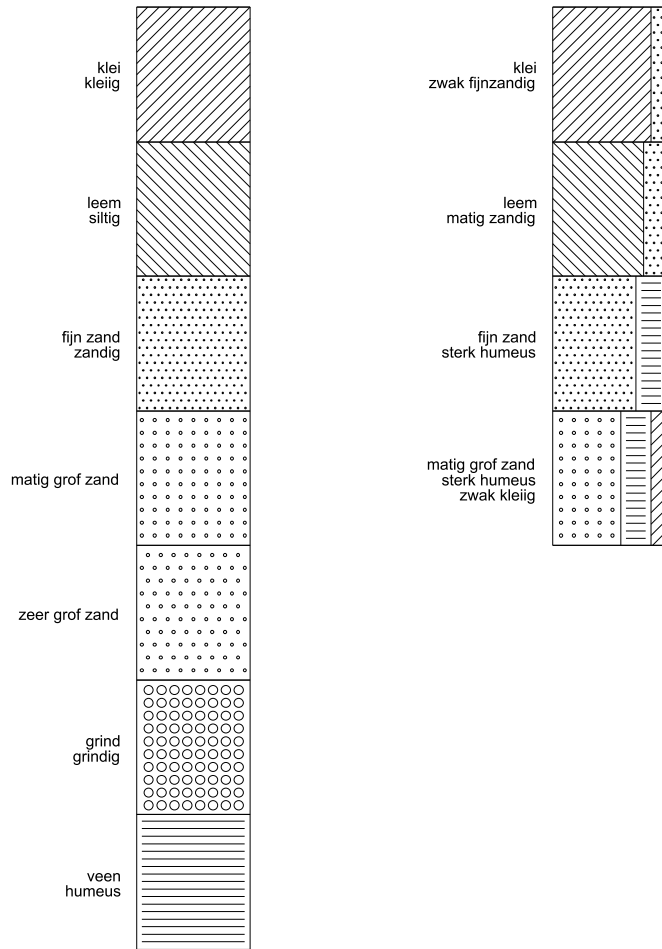 klei
kleiig
leem
siltig
fijn zand
zandig
matig grof zand
zeer grof zand
grind
grindig
veen
humeus
klei
zwak fijnzandig
leem
matig zandig
fijn zand
sterk humeus
matig grof zand
sterk humeus
zwak kleiig